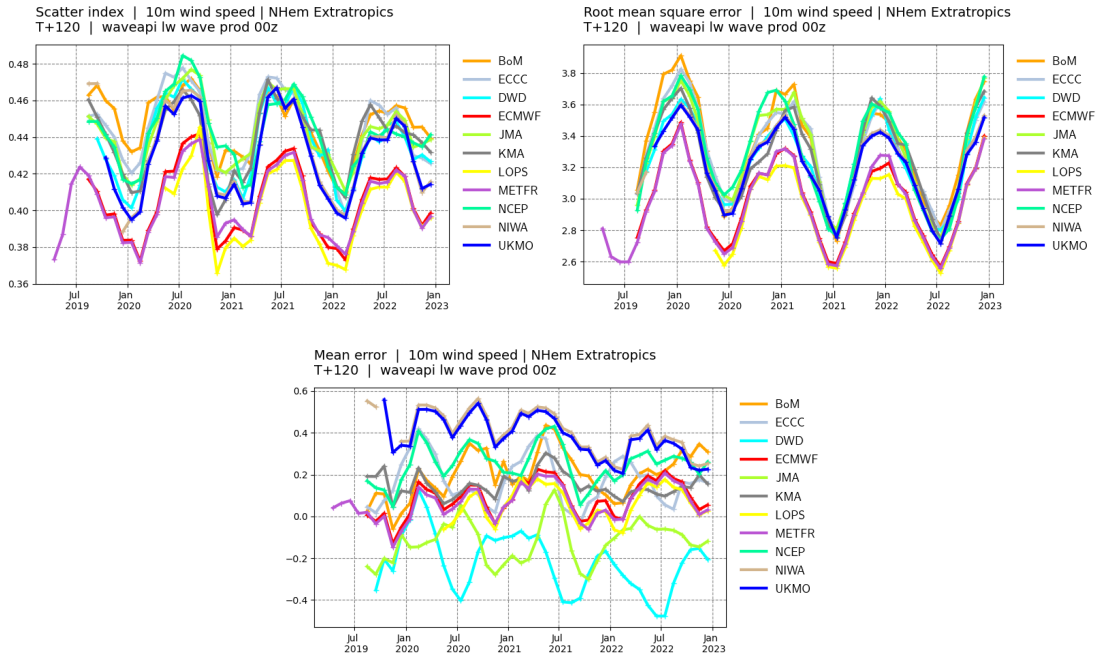 Scatter index | 10m wind speed | NHem Extratropics
T+120 | waveapi lw wave prod 00z
0.48
0.46
0.44
0.42
0.40
0.38
0.36
Jul 2019
Jan 2020
Jul 2020
Jan 2021
Jul 2021
Jan 2022
Jul 2022
Jan 2023
BoM
ECCC
DWD
ECMWF
JMA
KMA
LOPS
METFR
NCEP
NIWA
UKMO
Root mean square error | 10m wind speed | NHem Extratropics
T+120 | waveapi lw wave prod 00z
3.8
3.6
3.4
3.2
3.0
2.8
2.6
Jul 2019
Jan 2020
Jul 2020
Jan 2021
Jul 2021
Jan 2022
Jul 2022
Jan 2023
BoM
ECCC
DWD
ECMWF
JMA
KMA
LOPS
METFR
NCEP
NIWA
UKMO
Mean error | 10m wind speed | NHem Extratropics
T+120 | waveapi lw wave prod 00z
0.6
0.4
0.2
0.0
−0.2
−0.4
Jul 2019
Jan 2020
Jul 2020
Jan 2021
Jul 2021
Jan 2022
Jul 2022
Jan 2023
BoM
ECCC
DWD
ECMWF
JMA
KMA
LOPS
METFR
NCEP
NIWA
UKMO